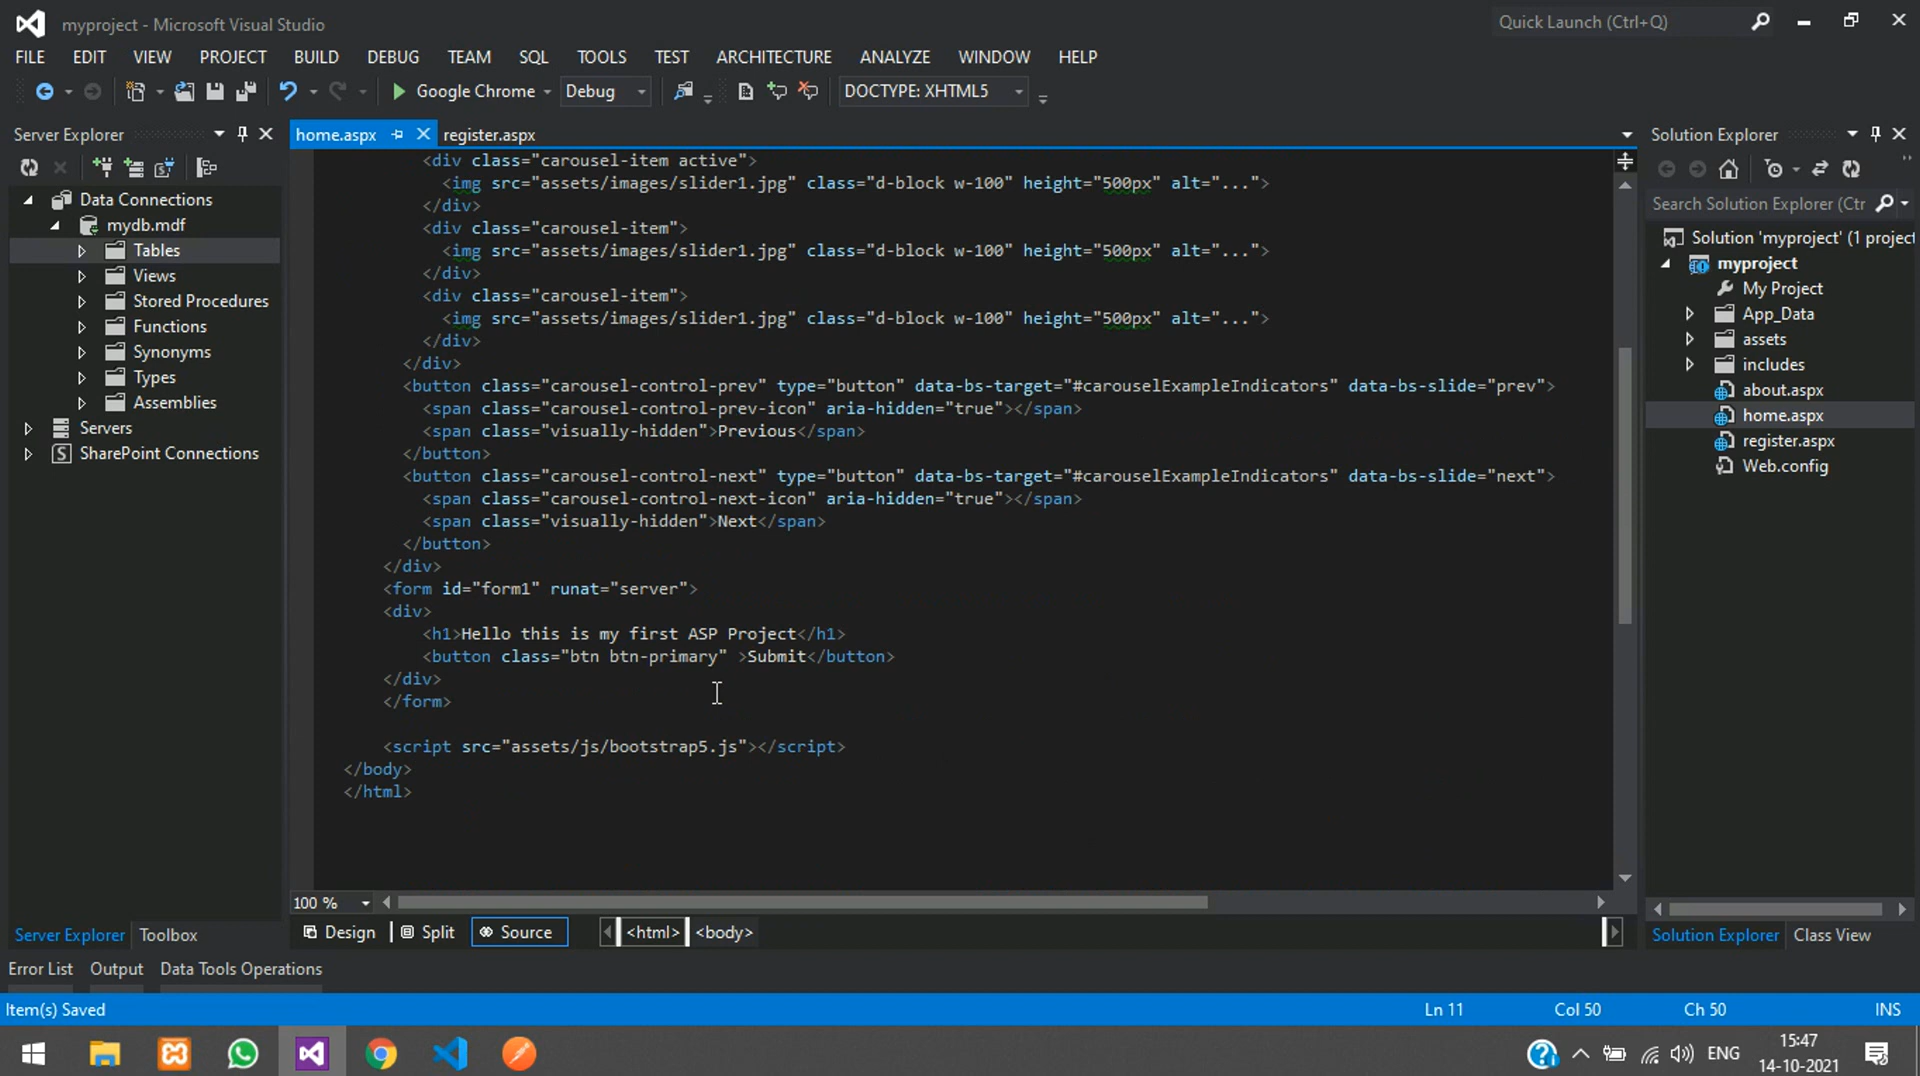 myproject - Microsoft Visual Studio
Quick Launch (Ctrl+Q)
FILE EDIT VIEW PROJECT BUILD DEBUG TEAM SQL TOOLS TEST ARCHITECTURE ANALYZE WINDOW HELP
Google Chrome Debug DOCTYPE: XHTML5
Server Explorer
home.aspx register.aspx
Solution Explorer
Search Solution Explorer (Ctr
Data Connections
mydb.mdf
Tables
Views
Stored Procedures
Functions
Synonyms
Types
Assemblies
Servers
SharePoint Connections
<div class="carousel-item active">
<img src="assets/images/slider1.jpg" class="d-block w-100" height="500px" alt="...">
</div>
<div class="carousel-item">
<img src="assets/images/slider1.jpg" class="d-block w-100" height="500px" alt="...">
</div>
<div class="carousel-item">
<img src="assets/images/slider1.jpg" class="d-block w-100" height="500px" alt="...">
</div>
</div>
<button class="carousel-control-prev" type="button" data-bs-target="#carouselExampleIndicators" data-bs-slide="prev">
<span class="carousel-control-prev-icon" aria-hidden="true"></span>
<span class="visually-hidden">Previous</span>
</button>
<button class="carousel-control-next" type="button" data-bs-target="#carouselExampleIndicators" data-bs-slide="next">
<span class="carousel-control-next-icon" aria-hidden="true"></span>
<span class="visually-hidden">Next</span>
</button>
</div>
<form id="form1" runat="server">
<div>
<h1>Hello this is my first ASP Project</h1>
<button class="btn btn-primary" >Submit</button>
</div>
</form>
<script src="assets/js/bootstrap5.js"></script>
</body>
</html>
Solution 'myproject' (1 project
myproject
My Project
App_Data
assets
includes
about.aspx
home.aspx
register.aspx
Web.config
100 %
Server Explorer Toolbox
Design Split Source <html> <body>
Solution Explorer Class View
Error List Output Data Tools Operations
Item(s) Saved
Ln 11 Col 50 Ch 50 INS
ENG
15:47
14-10-2021